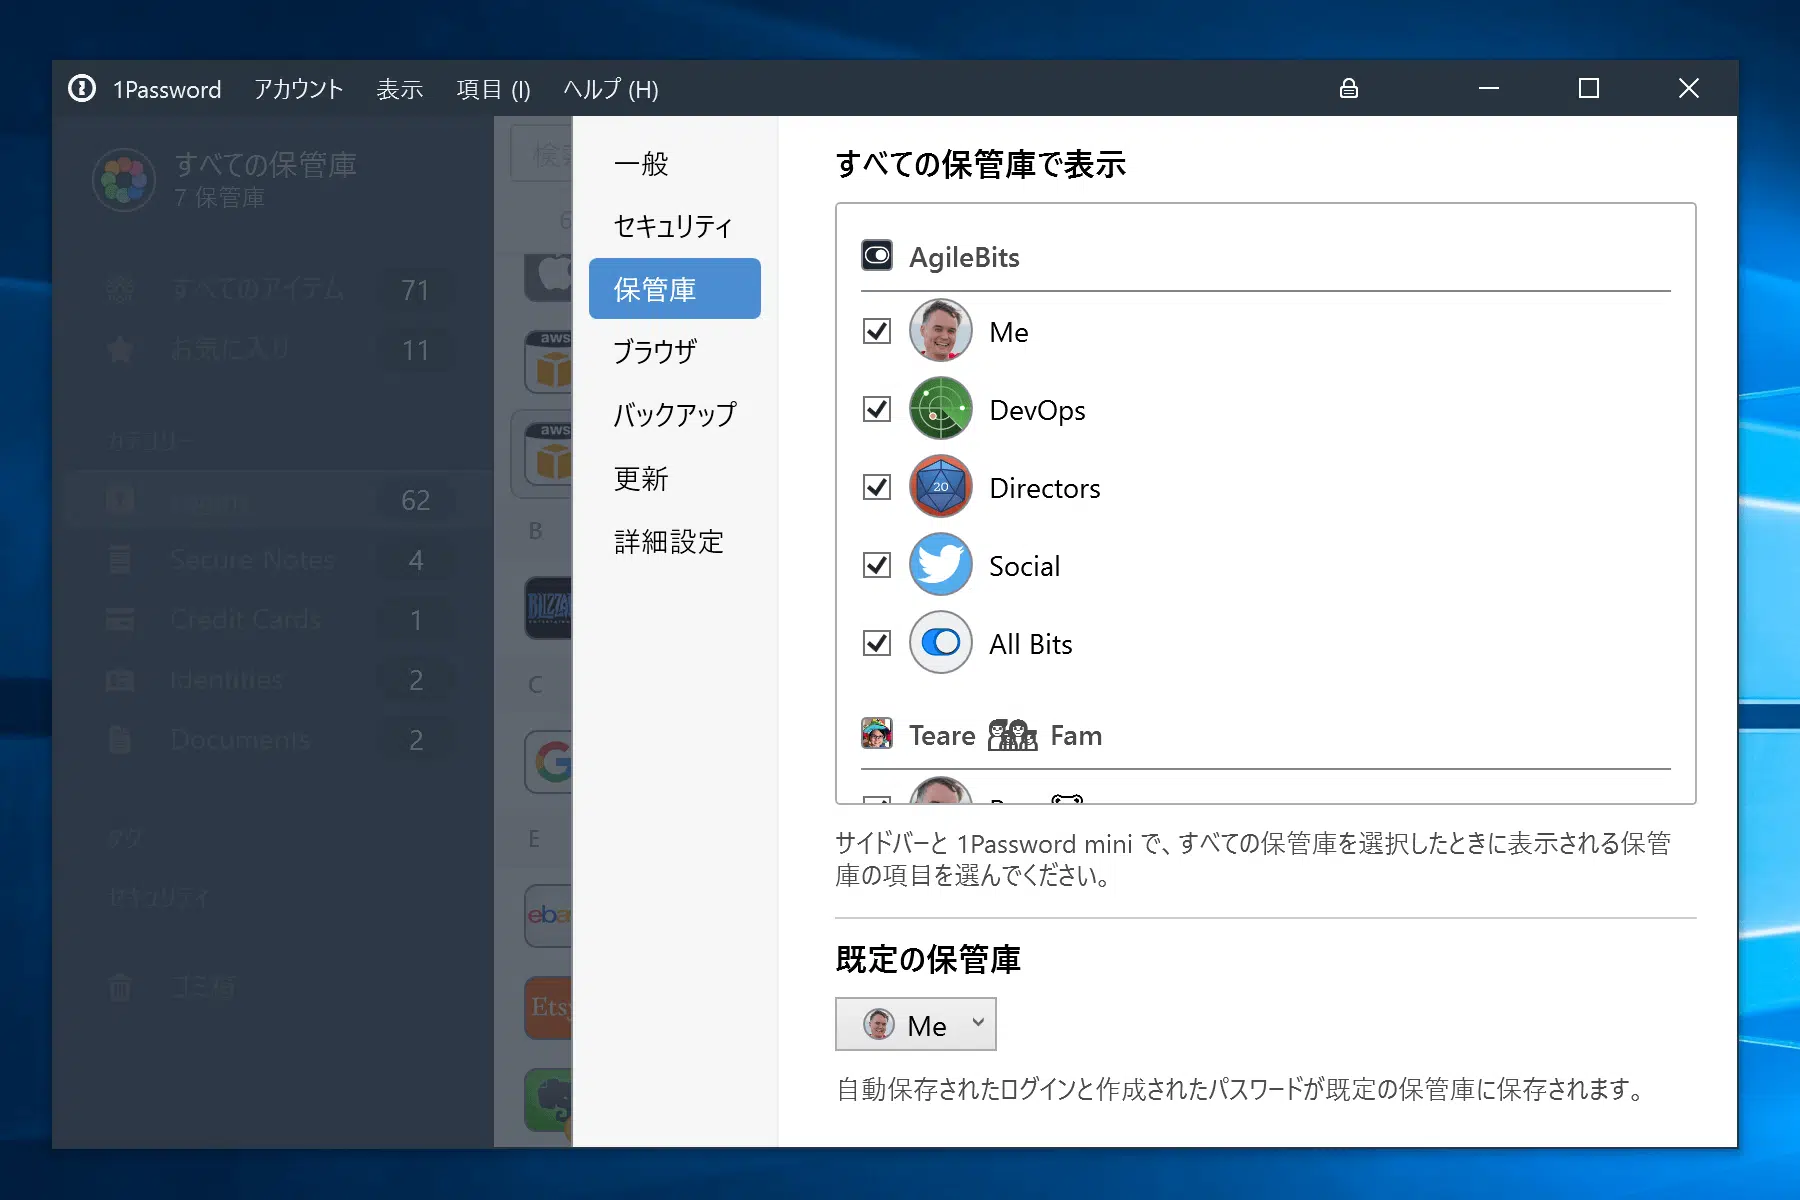 1Password アカウント 表示 項目 (I) ヘルプ (H)
すべての保管庫
7 保管庫
すべてのアイテム 71
お気に入り 11
カテゴリー
62
Secure Notes 4
Credit Cards 1
Identities 2
Documents 2
タグ
セキュリティ
ゴミ箱
aws
aws
B
C
E
Etsy
一般
セキュリティ
保管庫
ブラウザ
バックアップ
更新
詳細設定
すべての保管庫で表示
AgileBits
Me
DevOps
20
Directors
Social
All Bits
Teare 👨‍👩‍👧‍👦 Fam
サイドバーと 1Password mini で、すべての保管庫を選択したときに表示される保管
庫の項目を選んでください。
既定の保管庫
Me
自動保存されたログインと作成されたパスワードが既定の保管庫に保存されます。